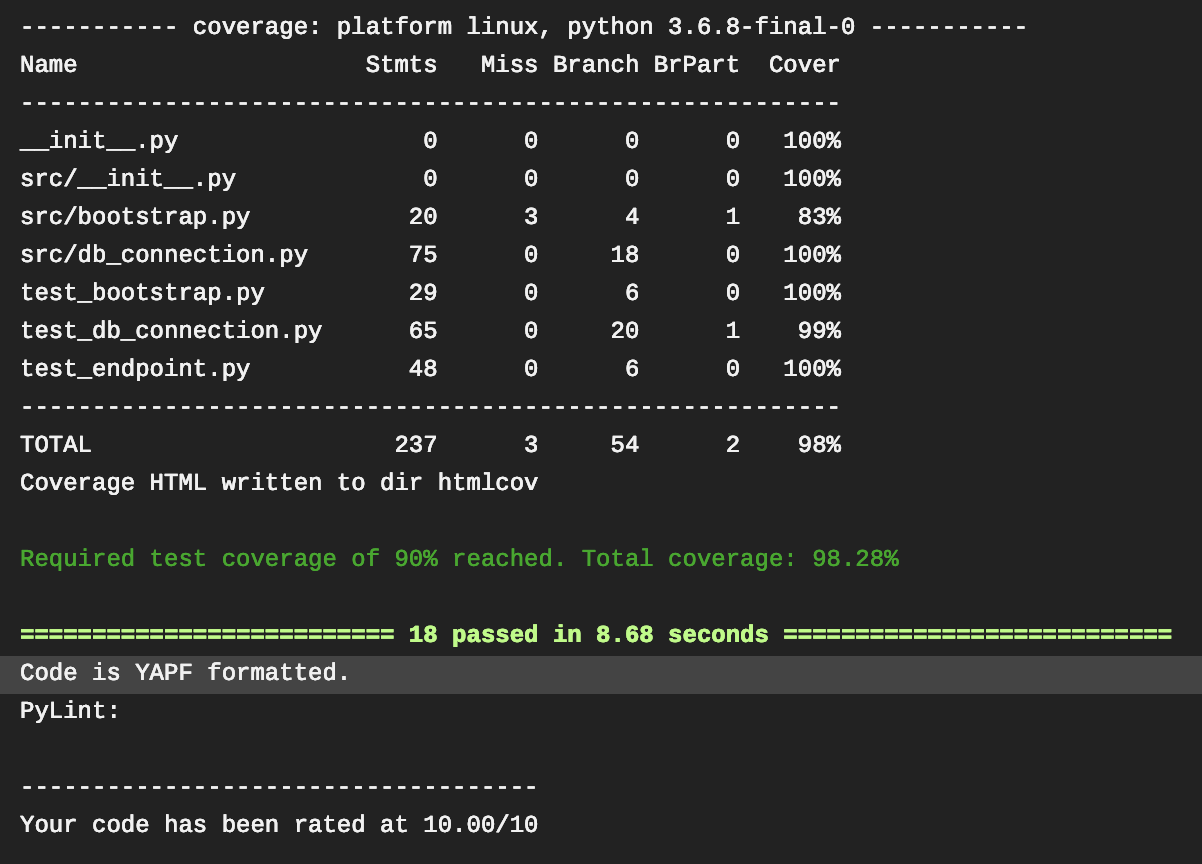 ----------- coverage: platform linux, python 3.6.8-final-0 -----------
Name                    Stmts   Miss Branch BrPart  Cover
---------------------------------------------------------
__init__.py                 0      0      0      0   100%
src/__init__.py             0      0      0      0   100%
src/bootstrap.py           20      3      4      1    83%
src/db_connection.py       75      0     18      0   100%
test_bootstrap.py          29      0      6      0   100%
test_db_connection.py      65      0     20      1    99%
test_endpoint.py           48      0      6      0   100%
---------------------------------------------------------
TOTAL                     237      3     54      2    98%
Coverage HTML written to dir htmlcov
Required test coverage of 90% reached. Total coverage: 98.28%
========================== 18 passed in 8.68 seconds ===========================
Code is YAPF formatted.
PyLint:
------------------------------------
Your code has been rated at 10.00/10